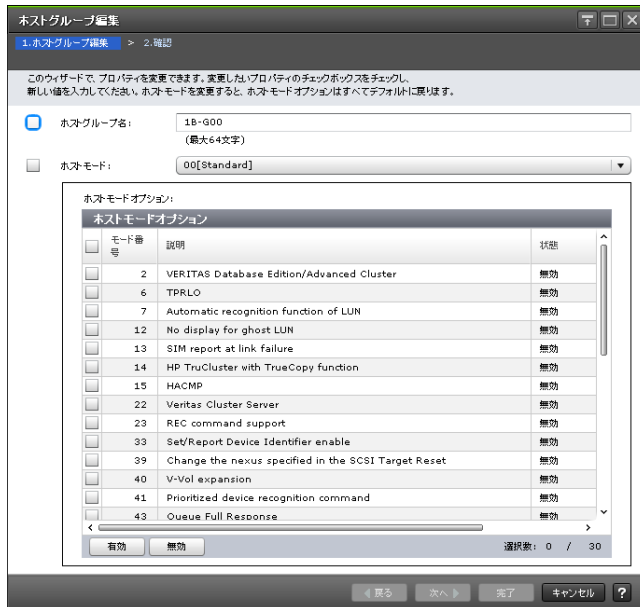 ホストグループ編集
1.ホストグループ編集 > 2.確認
このウィザードで、プロパティを変更できます。変更したいプロパティのチェックボックスをチェックし、
新しい値を入力してください。ホストモードを変更すると、ホストモードオプションはすべてデフォルトに戻ります。
ホストグループ名: 1B-G00
(最大64文字)
ホストモード: 00[Standard]
ホストモードオプション:
ホストモードオプション
モード番号 説明 状態
2 VERITAS Database Edition/Advanced Cluster 無効
6 TPRLO 無効
7 Automatic recognition function of LUN 無効
12 No display for ghost LUN 無効
13 SIM report at link failure 無効
14 HP TruCluster with TrueCopy function 無効
15 HACMP 無効
22 Veritas Cluster Server 無効
23 REC command support 無効
33 Set/Report Device Identifier enable 無効
39 Change the nexus specified in the SCSI Target Reset 無効
40 V-Vol expansion 無効
41 Prioritized device recognition command 無効
43 Queue Full Response 無効
有効 無効 選択数: 0 / 30
戻る 次へ 完了 キャンセル ?